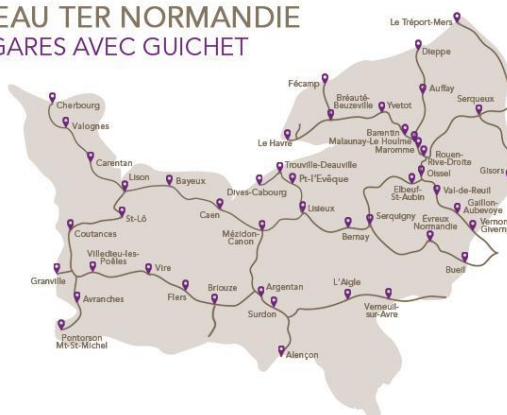 EAU TER NORMANDIE
GARES AVEC GUICHET
Le Tréport-Mers
Dieppe
Fécamp
Auffay
Bréauté-
Beuzeville
Yvetot
Serqueux
Cherbourg
Valognes
Barentin
Malaunay-Le Houlme
Maromme
Le Havre
Rouen-
Rive-Droite
Carentan
Trouville-Deauville
Oissel
Gisors
Lison
Bayeux
Pt-l'Évêque
Dives-Cabourg
Elbeuf-
St-Aubin
Val-de-Reuil
Gaillon-
Aubevoye
St-Lô
Caen
Lisieux
Serquigny
Évreux
Normandie
Vernon
Givern
Coutances
Mézidon-
Canon
Bernay
Villedieu-les-
Poêles
Vire
Bueil
Granville
Avranches
Flers
Briouze
Argentan
L'Aigle
Surdon
Verneuil-
sur-Avre
Pontorson
Mt-St-Michel
Alençon